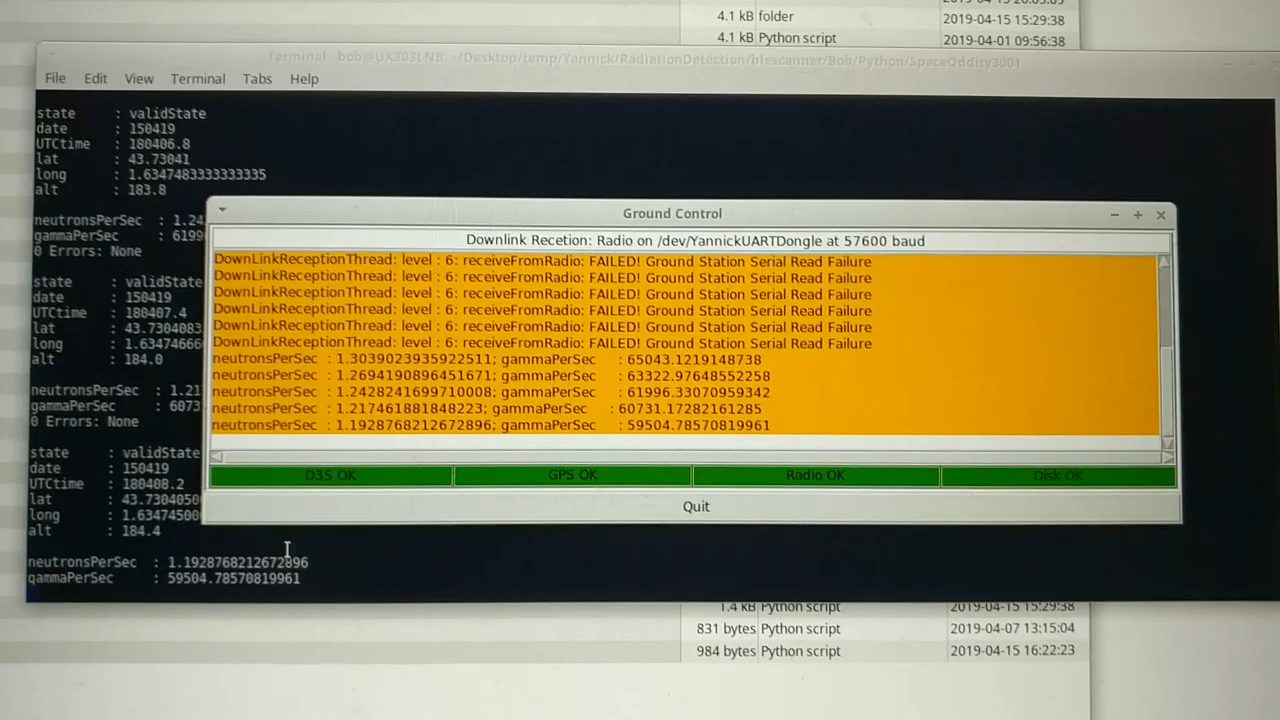 4.1 kB folder 2019-04-15 15:29:38
4.1 kB Python script 2019-04-01 09:56:38
Terminal - bob@UX303LNB: ~/Desktop/temp/Yannick/RadiationDetection/blescanner/Bob/Python/SpaceOddity3001
File Edit View Terminal Tabs Help
state : validState
date : 150419
UTCtime : 180406.8
lat : 43.73041
long : 1.6347483333333335
alt : 183.8
neutronsPerSec : 1.24
gammaPerSec : 6199
0 Errors: None
state : validState
date : 150419
UTCtime : 180407.4
lat : 43.7304083
long : 1.634746666
alt : 184.0
neutronsPerSec : 1.21
gammaPerSec : 6073
0 Errors: None
state : validState
date : 150419
UTCtime : 180408.2
lat : 43.7304050
long : 1.63474500
alt : 184.4
neutronsPerSec : 1.1928768212672896
gammaPerSec : 59504.78570819961
Ground Control
Downlink Recetion: Radio on /dev/YannickUARTDongle at 57600 baud
DownLinkReceptionThread: level : 6: receiveFromRadio: FAILED! Ground Station Serial Read Failure
DownLinkReceptionThread: level : 6: receiveFromRadio: FAILED! Ground Station Serial Read Failure
DownLinkReceptionThread: level : 6: receiveFromRadio: FAILED! Ground Station Serial Read Failure
DownLinkReceptionThread: level : 6: receiveFromRadio: FAILED! Ground Station Serial Read Failure
DownLinkReceptionThread: level : 6: receiveFromRadio: FAILED! Ground Station Serial Read Failure
DownLinkReceptionThread: level : 6: receiveFromRadio: FAILED! Ground Station Serial Read Failure
neutronsPerSec : 1.3039023935922511; gammaPerSec : 65043.1219148738
neutronsPerSec : 1.2694190896451671; gammaPerSec : 63322.97648552258
neutronsPerSec : 1.2428241699710008; gammaPerSec : 61996.33070959342
neutronsPerSec : 1.217461881848223; gammaPerSec : 60731.17282161285
neutronsPerSec : 1.1928768212672896; gammaPerSec : 59504.78570819961
D3S OK GPS OK Radio OK Disk OK
Quit
1.4 kB Python script 2019-04-15 15:29:38
831 bytes Python script 2019-04-07 13:15:04
984 bytes Python script 2019-04-15 16:22:23